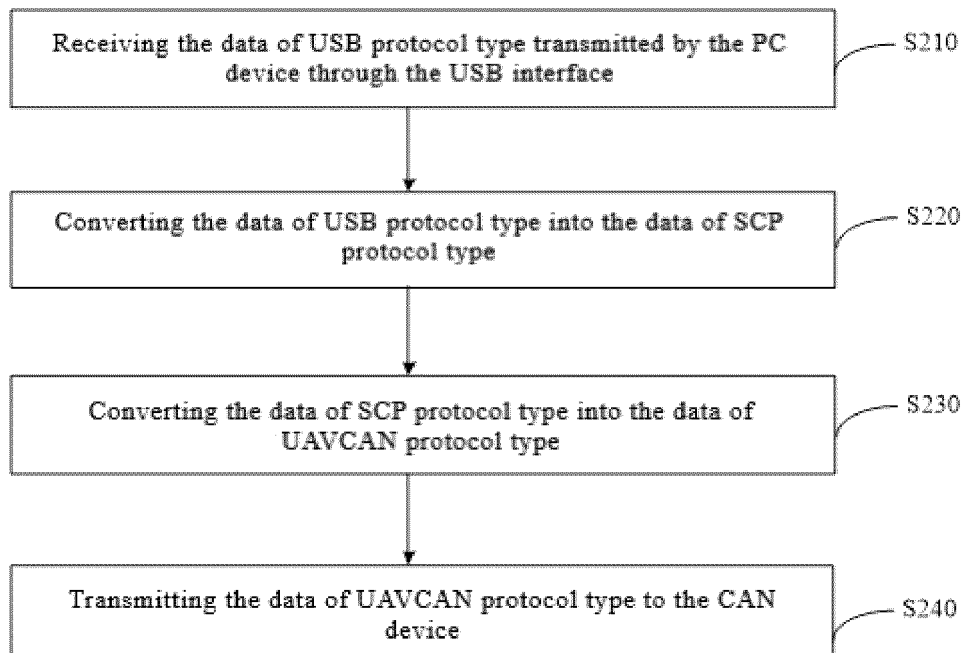 Receiving the data of USB protocol type transmitted by the PC
device through the USB interface
S210
Converting the data of USB protocol type into the data of SCP
protocol type
S220
Converting the data of SCP protocol type into the data of
UAVCAN protocol type
S230
Transmitting the data of UAVCAN protocol type to the CAN
device
S240